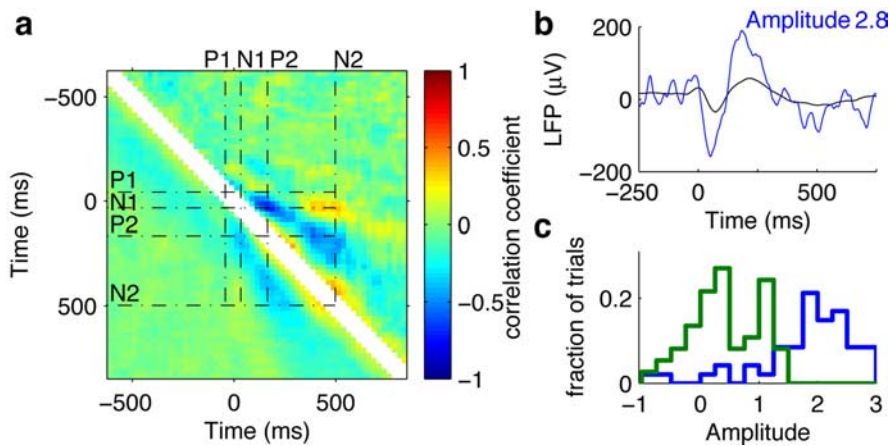 a
P1 N1 P2 N2
−500
0
500
P1
N1
P2
N2
Time (ms)
−500 0 500
Time (ms)
1
0.5
0
−0.5
−1
correlation coefficient
b
Amplitude 2.8
200
0
−200
LFP (μV)
−250 0 500
Time (ms)
c
0.2
0
fraction of trials
−1 0 1 2 3
Amplitude